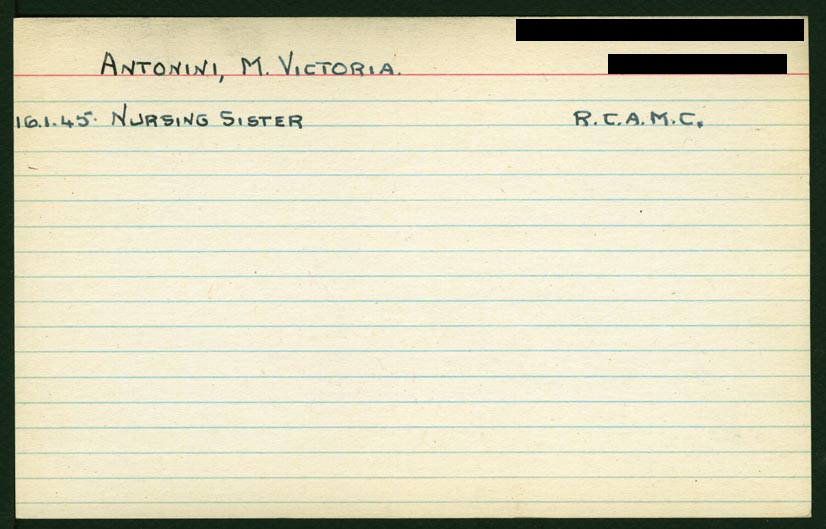 ANTONINI, M. VICTORIA.
16.1.45. NURSING SISTER R.C.A.M.C.